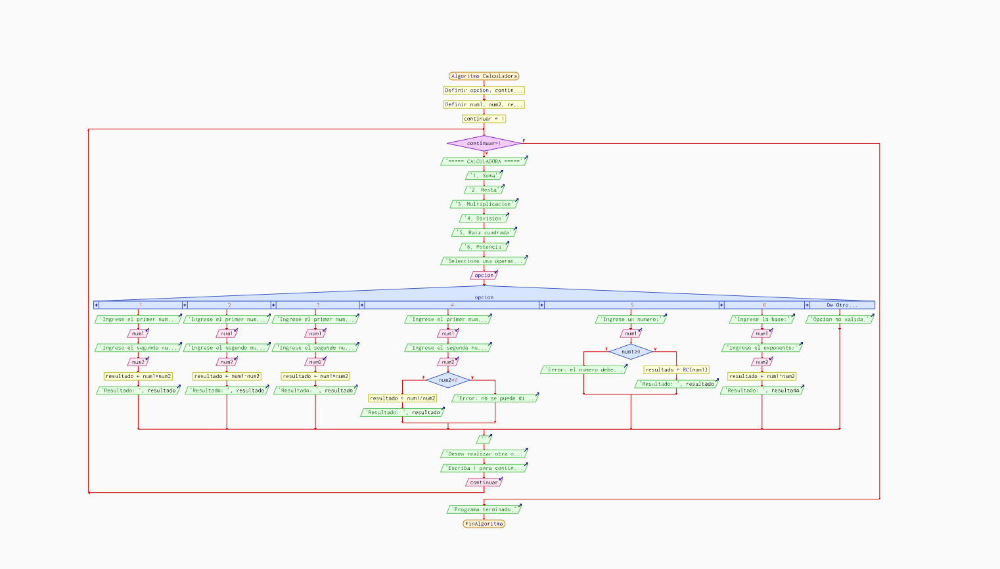 Algoritmo Calculadora
Definir opcion, contin...
Definir num1, num2, re...
continuar ← 1
continuar=1
F
V
'===== CALCULADORA ====='
'1. Suma'
'2. Resta'
'3. Multiplicacion'
'4. Division'
'5. Raiz cuadrada'
'6. Potencia'
'Seleccione una operac...
opcion
opcion
+ 1 + 2 + 3 + 4 + 5 + 6 + De Otro...
'Ingrese el primer num... 'Ingrese el primer num... 'Ingrese el primer num... 'Ingrese el primer num... 'Ingrese un numero:' 'Ingrese la base:' 'Opcion no valida.'
num1 num1 num1 num1 num1 num1
'Ingrese el segundo nu... 'Ingrese el segundo nu... 'Ingrese el segundo nu... 'Ingrese el segundo nu... 'Ingrese el exponente:'
F num1≥0 V
num2 num2 num2 num2 num2
'Error: el numero debe... resultado ← RC(num1)
resultado ← num1+num2 resultado ← num1-num2 resultado ← num1*num2 F num2=0 V resultado ← num1^num2
'Resultado: ', resultado
'Resultado: ', resultado 'Resultado: ', resultado 'Resultado: ', resultado 'Resultado: ', resultado
resultado ← num1/num2 'Error: no se puede di...
'Resultado: ', resultado
''
'Desea realizar otra o...
'Escriba 1 para contin...
continuar
'Programa terminado.'
FinAlgoritmo